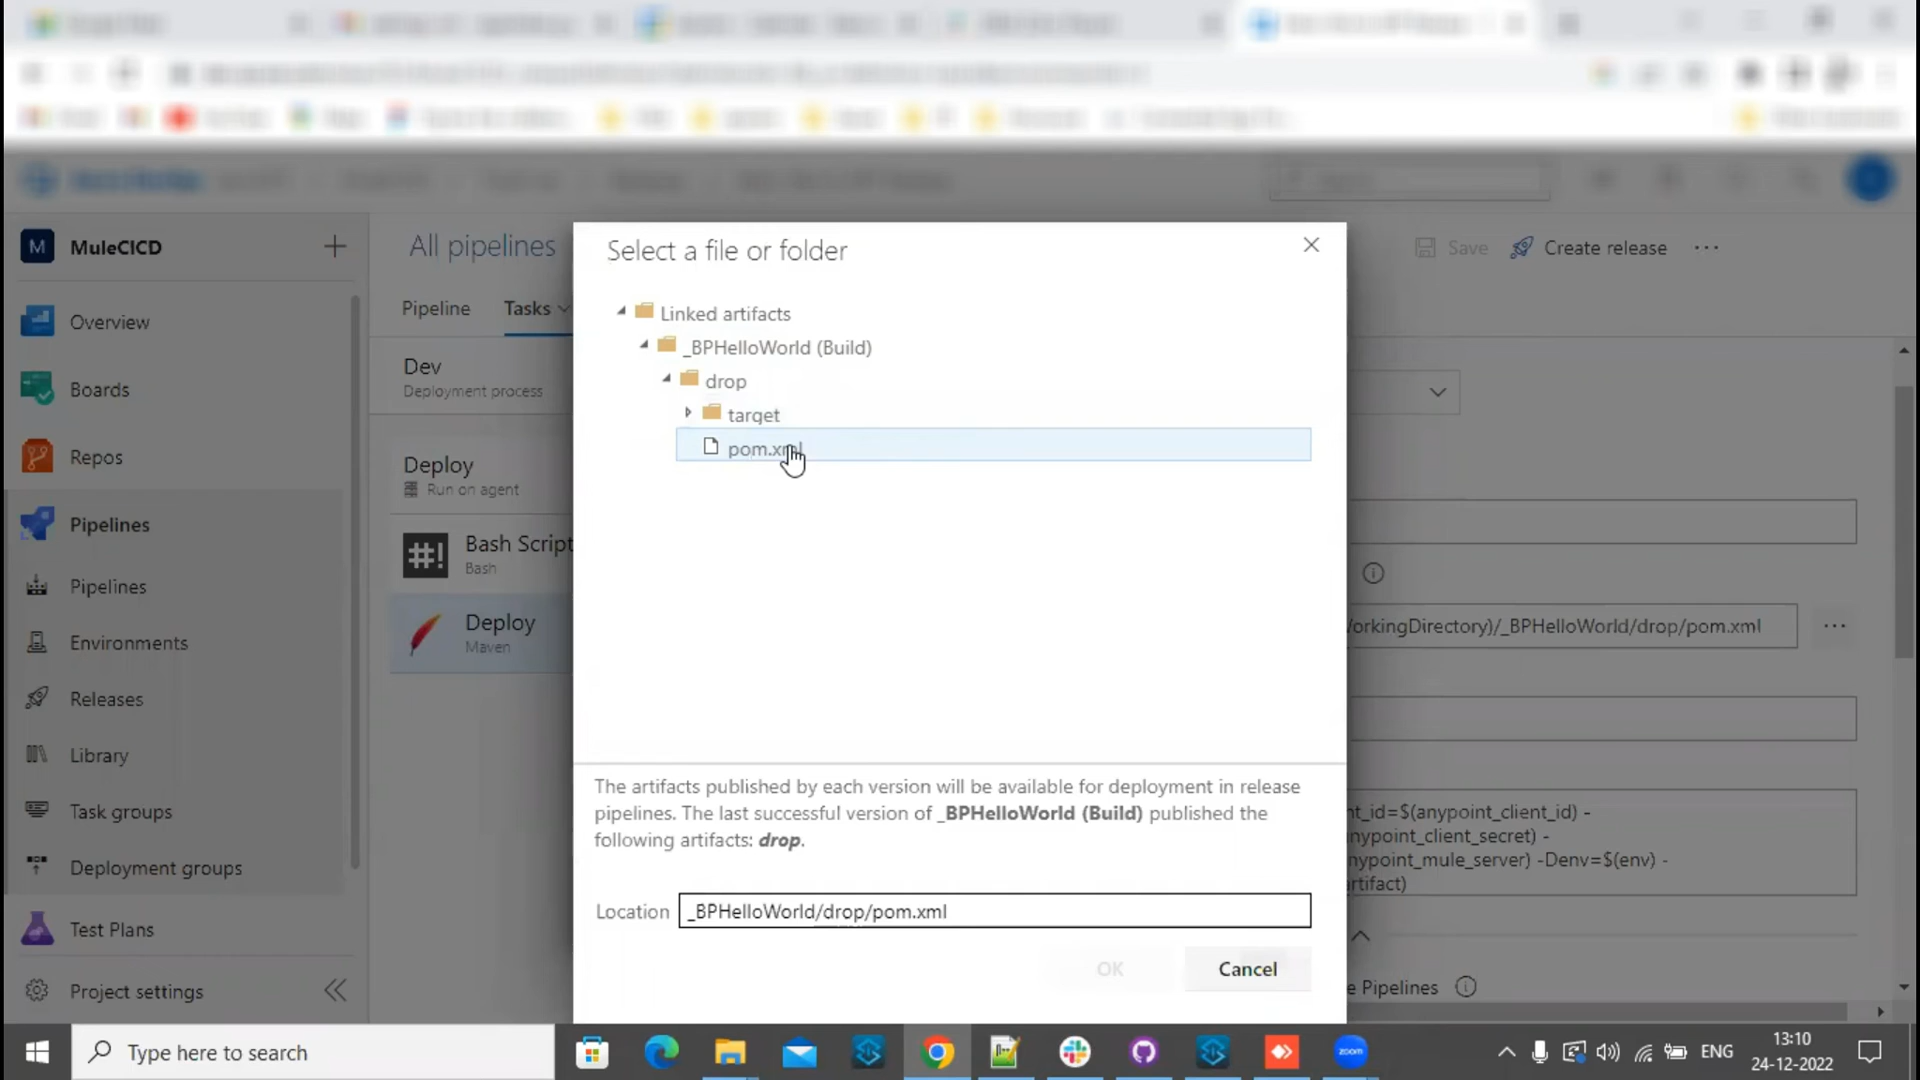 MuleCICD
Overview
Boards
Repos
Pipelines
Pipelines
Environments
Releases
Library
Task groups
Deployment groups
Test Plans
Project settings
All pipelines
Save
Create release
Pipeline
Tasks
Dev
Deployment process
Deploy
Run on agent
#!
Bash Script
Bash
Deploy
Maven
Select a file or folder
Linked artifacts
_BPHelloWorld (Build)
drop
target
pom.xml
The artifacts published by each version will be available for deployment in release
pipelines. The last successful version of _BPHelloWorld (Build) published the
following artifacts: drop.
Location
_BPHelloWorld/drop/pom.xml
OK
Cancel
/orkingDirectory)/_BPHelloWorld/drop/pom.xml
nt_id=$(anypoint_client_id) -
nypoint_client_secret) -
nypoint_mule_server) -Denv=$(env) -
artifact)
e Pipelines
Type here to search
zoom
ENG
13:10
24-12-2022